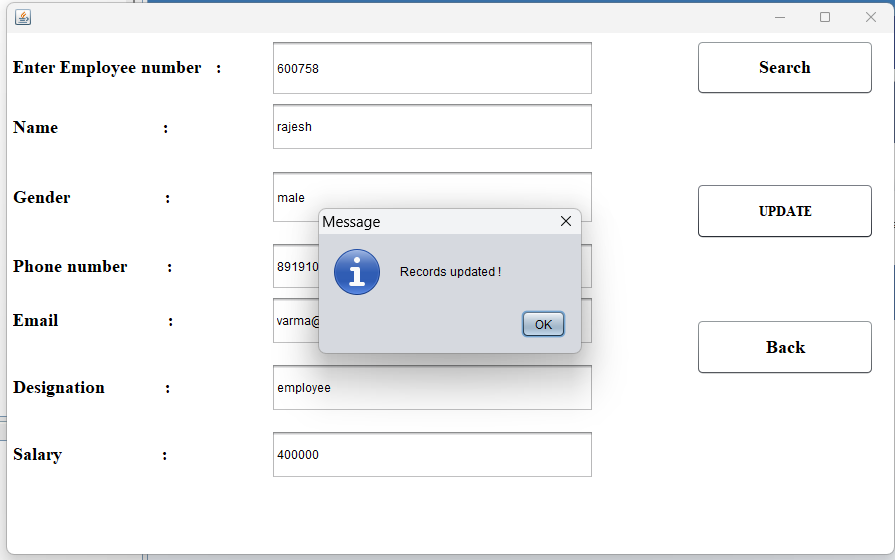 Enter Employee number :
600758
Search
Name :
rajesh
Gender :
male
UPDATE
Message
Phone number :
891910
Records updated !
Email :
varma@
OK
Back
Designation :
employee
Salary :
400000